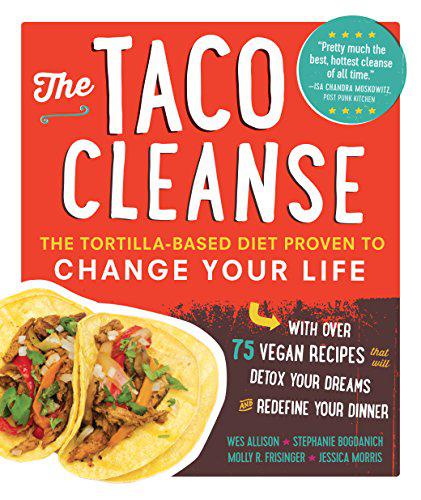 The TACO
CLEANSE
THE TORTILLA-BASED DIET PROVEN TO
CHANGE YOUR LIFE
★★★★★
"Pretty much the
best, hottest cleanse
of all time."
—ISA CHANDRA MOSKOWITZ,
POST PUNK KITCHEN
★★★★
WITH OVER
75 VEGAN RECIPES that will
DETOX YOUR DREAMS
AND REDEFINE YOUR DINNER
WES ALLISON ★ STEPHANIE BOGDANICH
MOLLY R. FRISINGER ★ JESSICA MORRIS